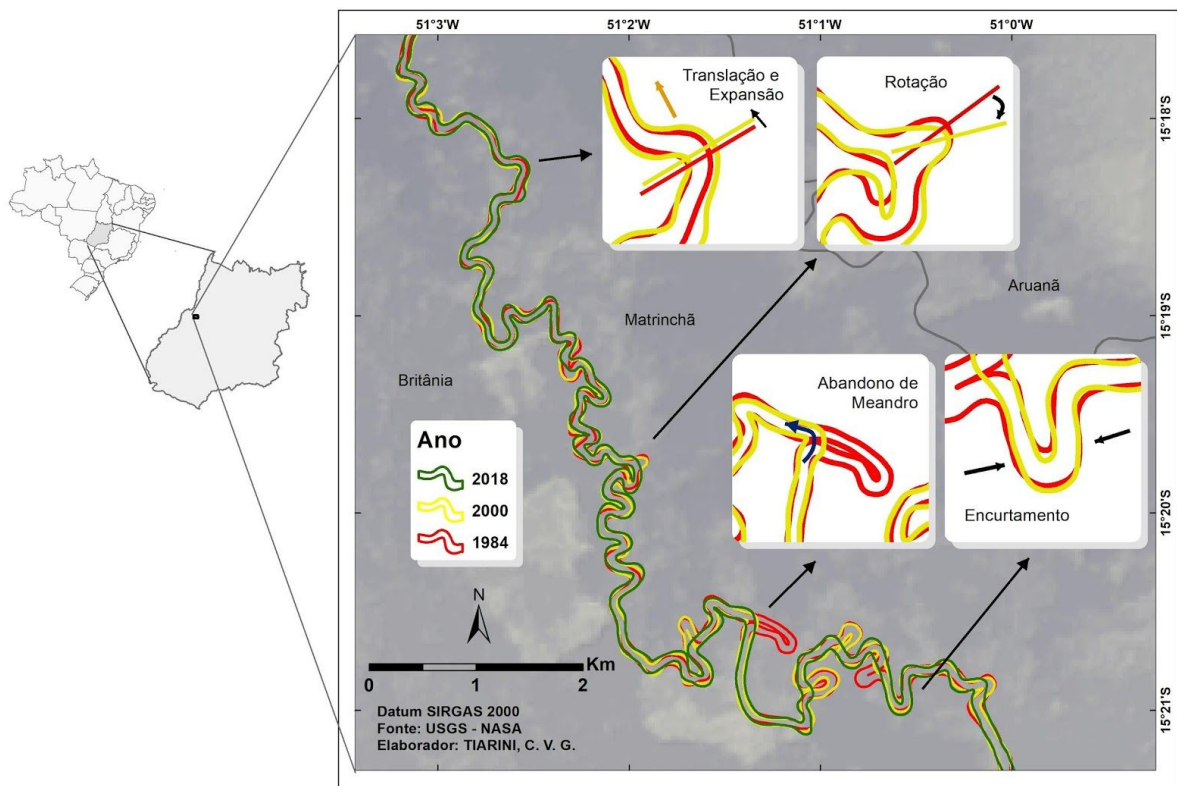 51°3'W
51°2'W
51°1'W
51°0'W
Translação e
Expansão
Rotação
15°18'S
Aruanã
15°19'S
Matrinchã
Britânia
Abandono de
Meandro
Ano
2018
2000
1984
Encurtamento
15°20'S
N
Km
0
1
2
15°21'S
Datum SIRGAS 2000
Fonte: USGS - NASA
Elaborador: TIARINI, C. V. G.